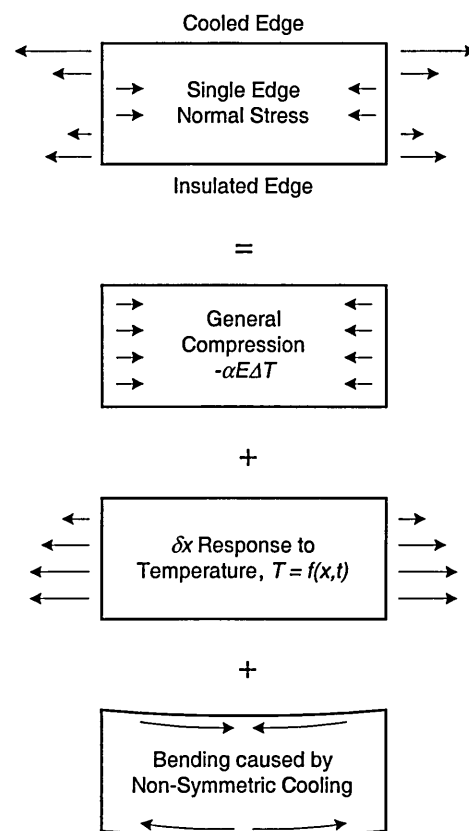 Cooled Edge
Single Edge
Normal Stress
Insulated Edge
=
General
Compression
-αEΔT
+
δx Response to
Temperature, T = f(x,t)
+
Bending caused by
Non-Symmetric Cooling